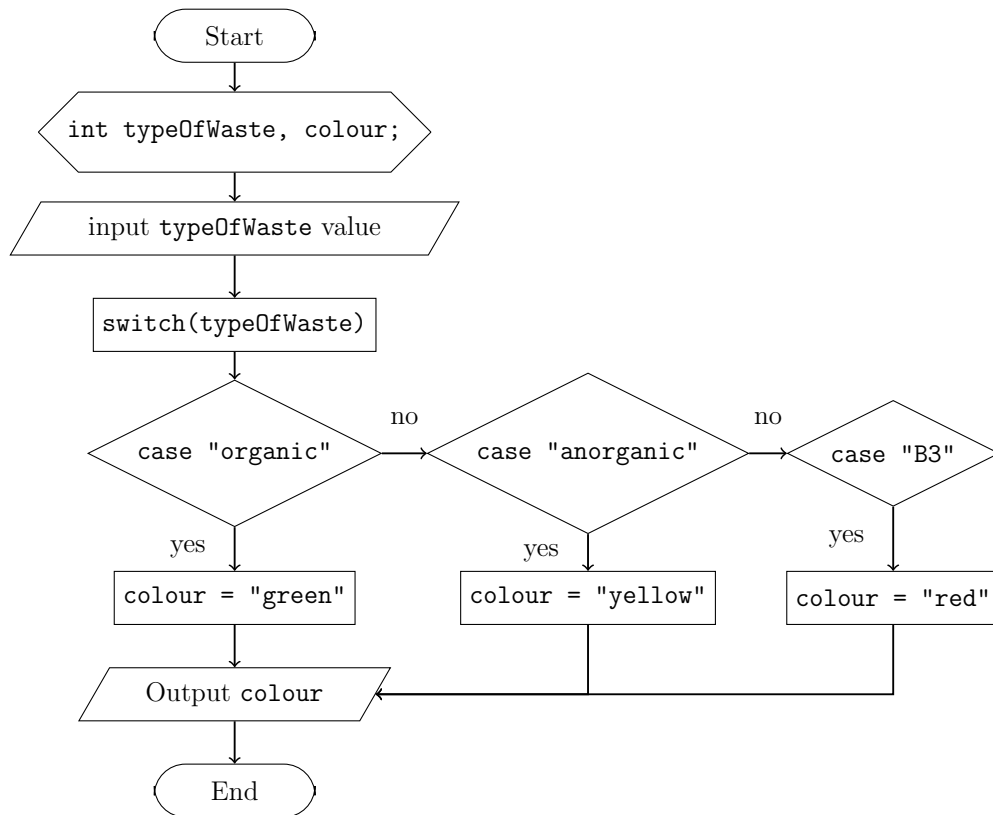 Start
int typeOfWaste, colour;
input typeOfWaste value
switch(typeOfWaste)
case "organic"
no
case "anorganic"
no
case "B3"
yes
yes
yes
colour = "green"
colour = "yellow"
colour = "red"
Output colour
End